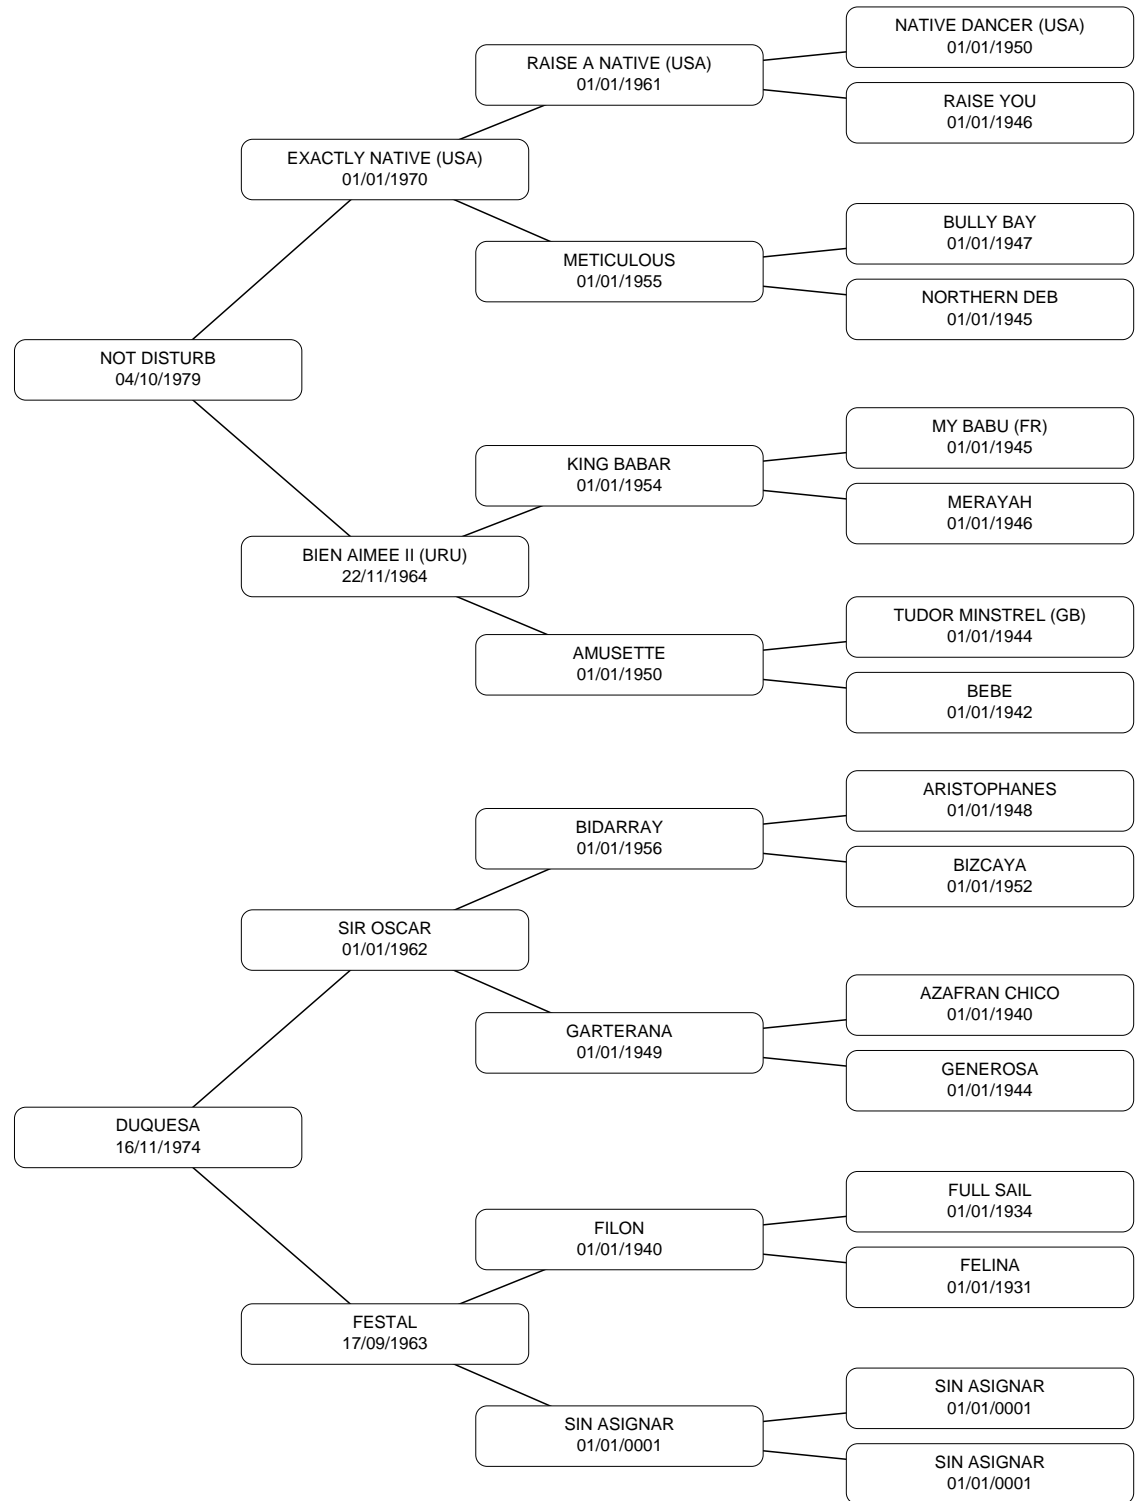 NATIVE DANCER (USA)
01/01/1950
RAISE A NATIVE (USA)
01/01/1961
RAISE YOU
01/01/1946
EXACTLY NATIVE (USA)
01/01/1970
BULLY BAY
01/01/1947
METICULOUS
01/01/1955
NORTHERN DEB
01/01/1945
NOT DISTURB
04/10/1979
MY BABU (FR)
01/01/1945
KING BABAR
01/01/1954
MERAYAH
01/01/1946
BIEN AIMEE II (URU)
22/11/1964
TUDOR MINSTREL (GB)
01/01/1944
AMUSETTE
01/01/1950
BEBE
01/01/1942
ARISTOPHANES
01/01/1948
BIDARRAY
01/01/1956
BIZCAYA
01/01/1952
SIR OSCAR
01/01/1962
AZAFRAN CHICO
01/01/1940
GARTERANA
01/01/1949
GENEROSA
01/01/1944
DUQUESA
16/11/1974
FULL SAIL
01/01/1934
FILON
01/01/1940
FELINA
01/01/1931
FESTAL
17/09/1963
SIN ASIGNAR
01/01/0001
SIN ASIGNAR
01/01/0001
SIN ASIGNAR
01/01/0001